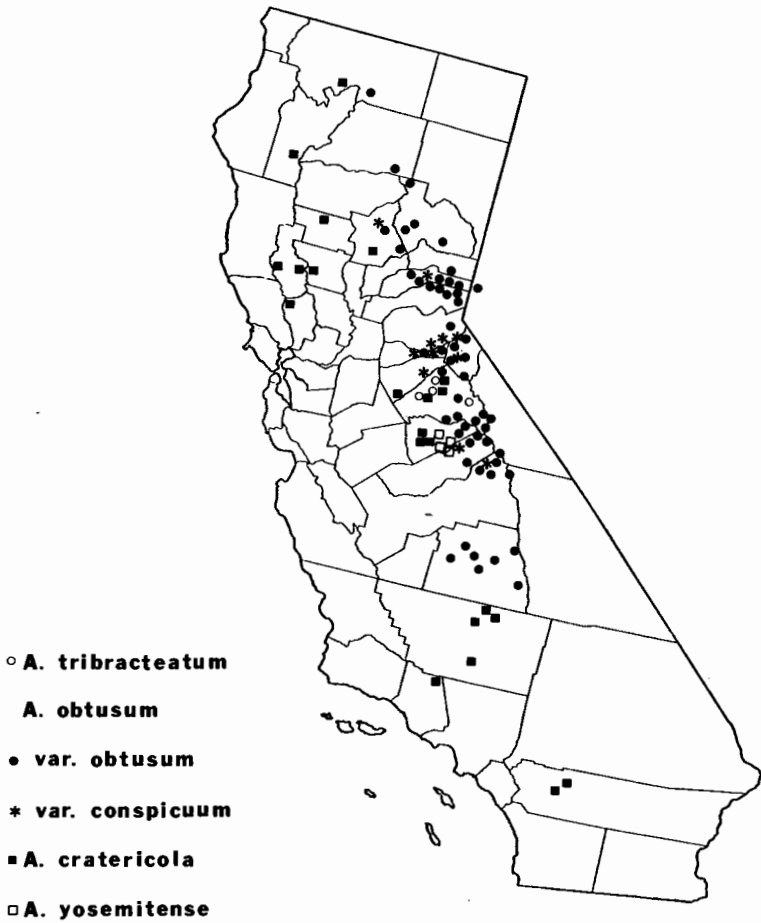 A. tribracteatum
A. obtusum
var. obtusum
var. conspicuum
A. cratericola
A. yosemitense